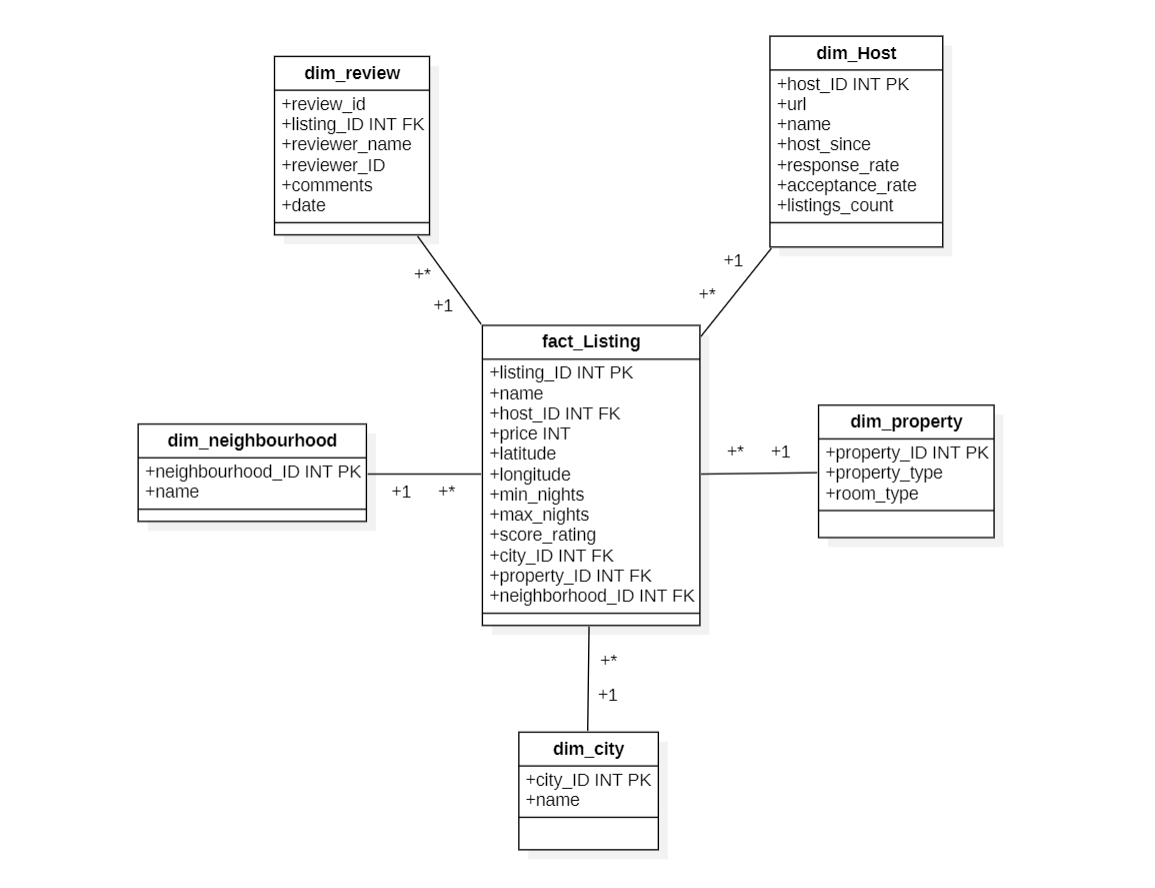 dim_review
+review_id
+listing_ID INT FK
+reviewer_name
+reviewer_ID
+comments
+date
dim_Host
+host_ID INT PK
+url
+name
+host_since
+response_rate
+acceptance_rate
+listings_count
+*
+1
+1
+*
fact_Listing
+listing_ID INT PK
+name
+host_ID INT FK
+price INT
+latitude
+longitude
+min_nights
+max_nights
+score_rating
+city_ID INT FK
+property_ID INT FK
+neighborhood_ID INT FK
dim_neighbourhood
+neighbourhood_ID INT PK
+name
+1 +*
+* +1
dim_property
+property_ID INT PK
+property_type
+room_type
+*
+1
dim_city
+city_ID INT PK
+name